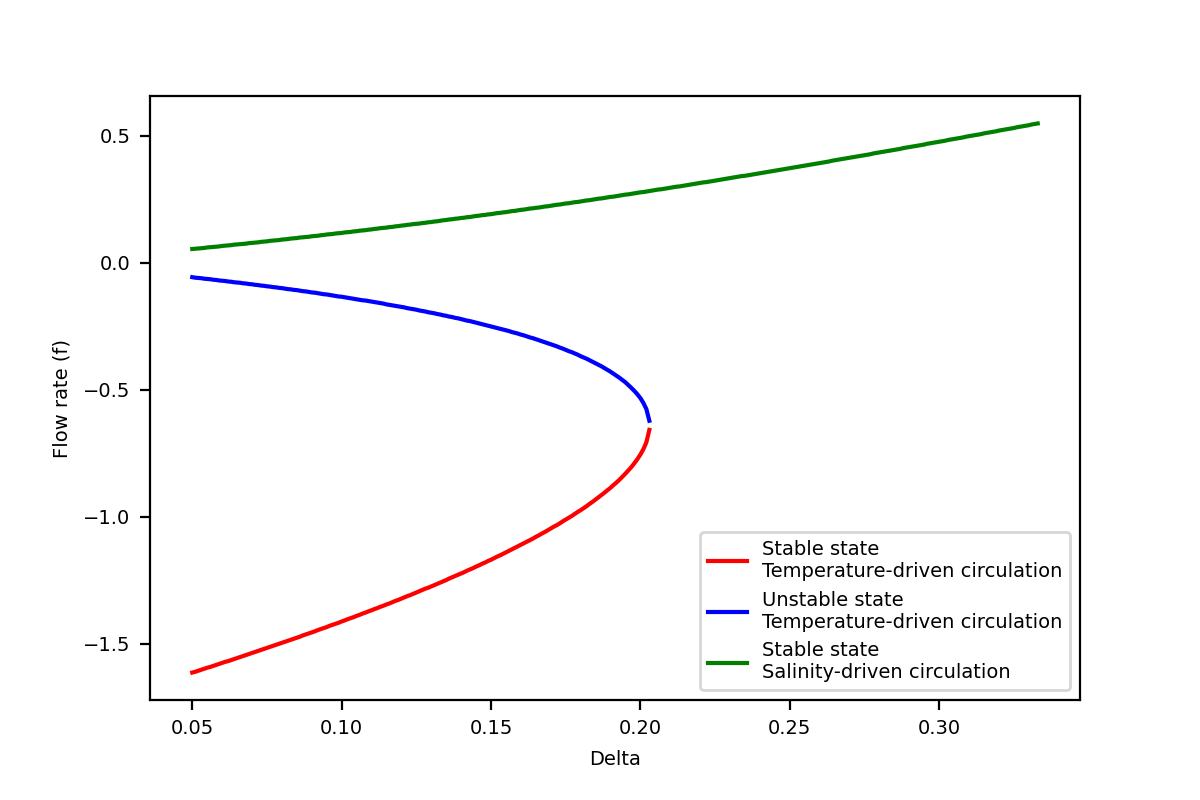 0.5
0.0
−0.5
−1.0
−1.5
Flow rate (f)
0.05
0.10
0.15
0.20
0.25
0.30
Delta
Stable state
Temperature-driven circulation
Unstable state
Temperature-driven circulation
Stable state
Salinity-driven circulation